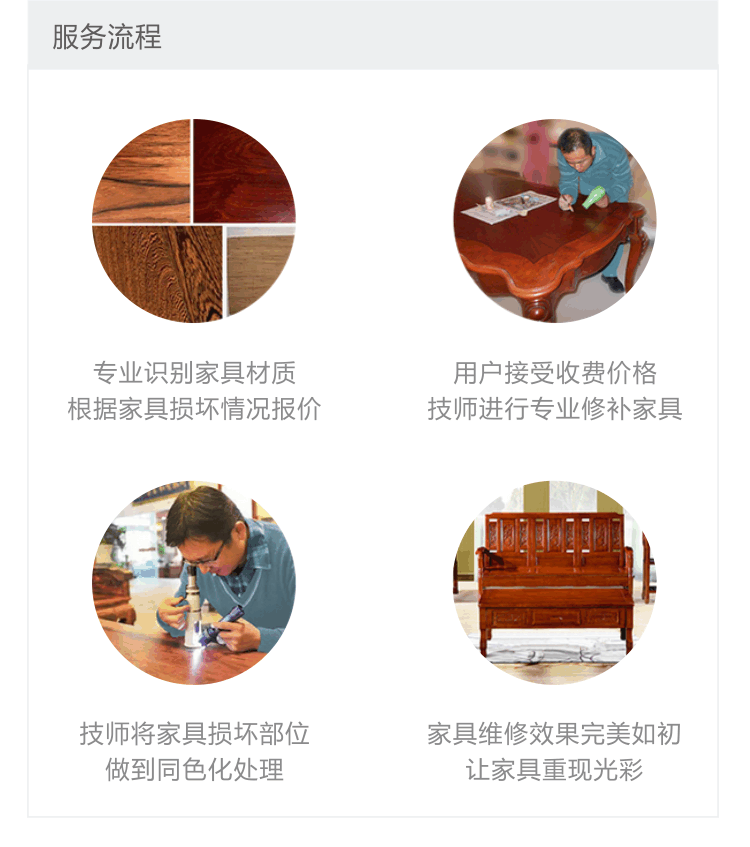 服务流程
专业识别家具材质
根据家具损坏情况报价
用户接受收费价格
技师进行专业修补家具
技师将家具损坏部位
做到同色化处理
家具维修效果完美如初
让家具重现光彩